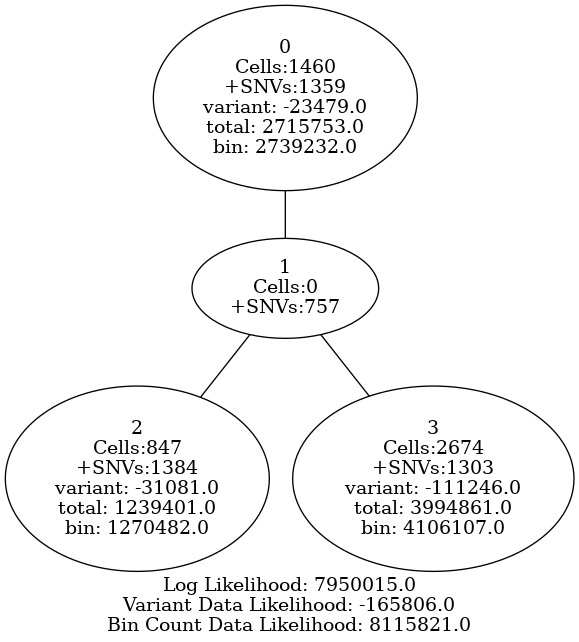 0
Cells:1460
+SNVs:1359
variant: -23479.0
total: 2715753.0
bin: 2739232.0
1
Cells:0
+SNVs:757
2
Cells:847
+SNVs:1384
variant: -31081.0
total: 1239401.0
bin: 1270482.0
3
Cells:2674
+SNVs:1303
variant: -111246.0
total: 3994861.0
bin: 4106107.0
Log Likelihood: 7950015.0
Variant Data Likelihood: -165806.0
Bin Count Data Likelihood: 8115821.0